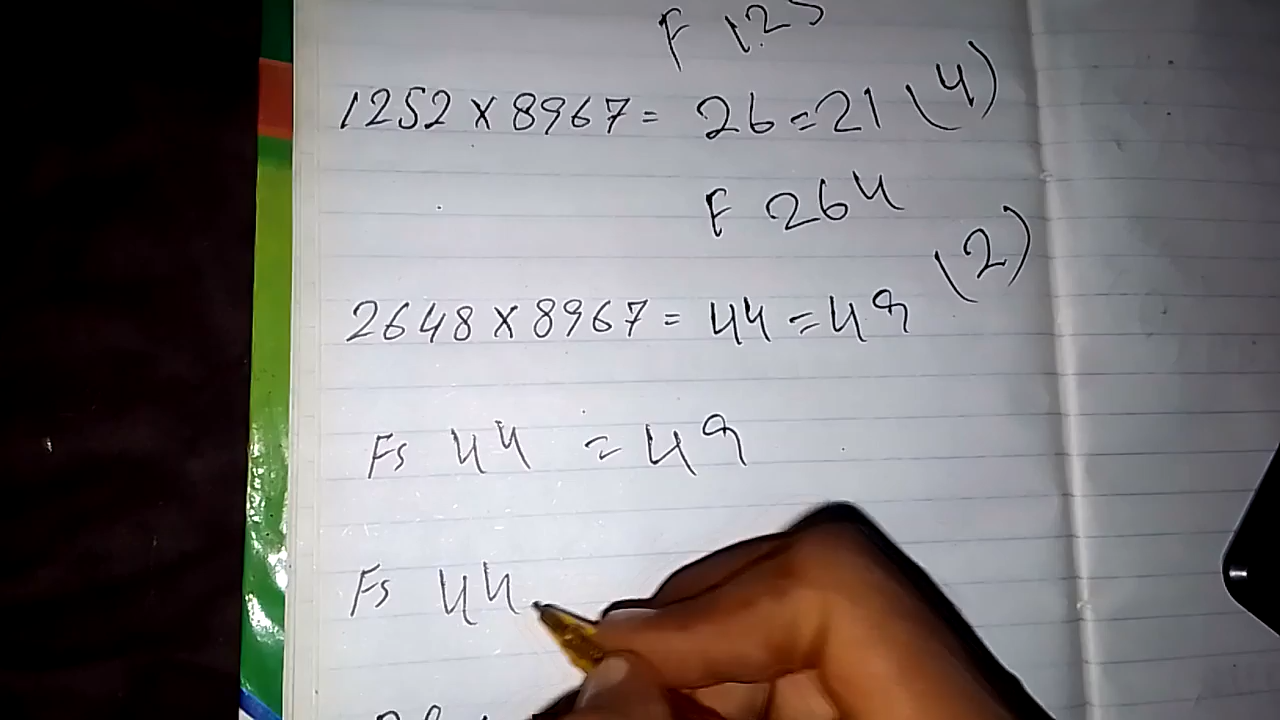 F 125
1252 X 8967 = 26 = 21 (4)
F 264
2648 X 8967 = 44 = 49 (2)
Fs 44 = 49
Fs 44